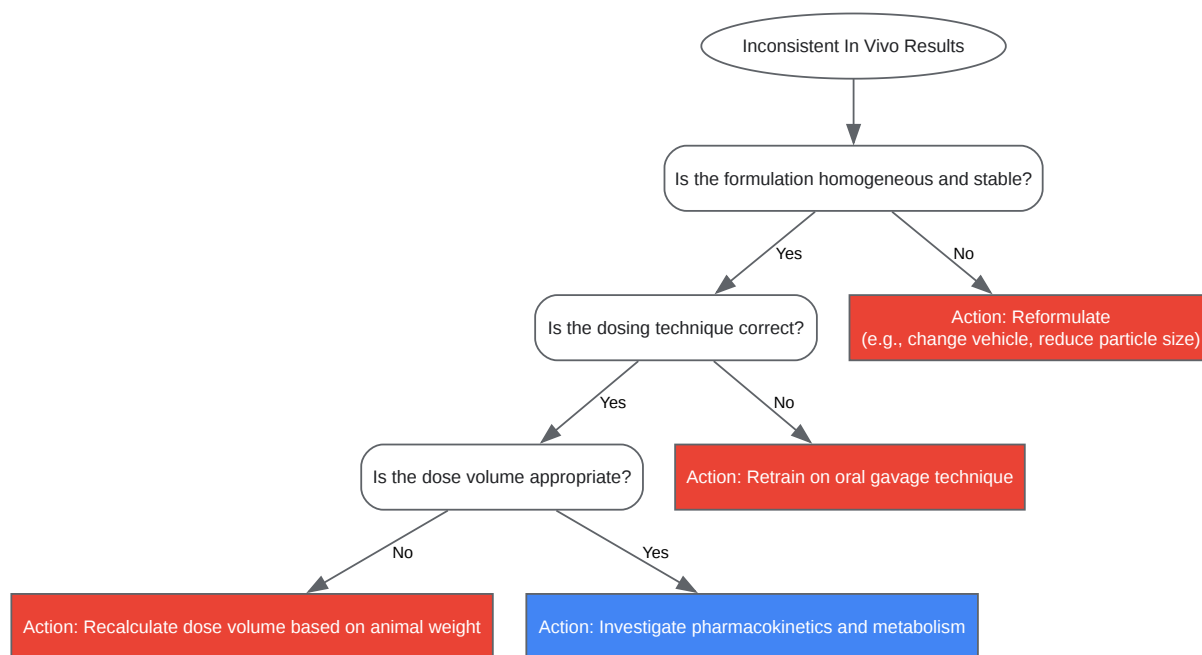 Inconsistent In Vivo Results
Is the formulation homogeneous and stable?
Yes
No
Is the dosing technique correct?
Action: Reformulate
(e.g., change vehicle, reduce particle size)
Yes
No
Is the dose volume appropriate?
Action: Retrain on oral gavage technique
No
Yes
Action: Recalculate dose volume based on animal weight
Action: Investigate pharmacokinetics and metabolism